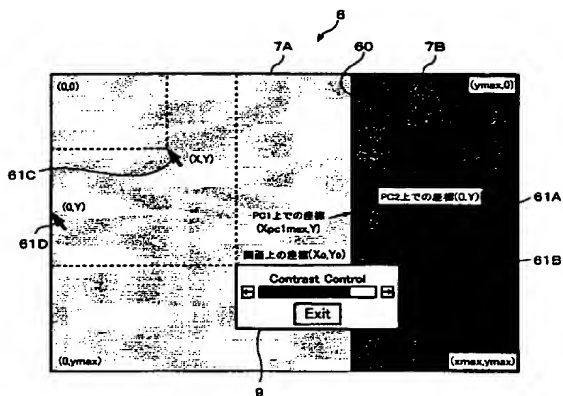 6
7A
60
7B
(0,0)
(ymax,0)
61C
(X,Y)
(0,Y)
61D
PC1上での座標
(Xpc1max,Y)
PC2上での座標(0,Y)
61A
画面上の座標(Xo,Yo)
61B
Contrast Control
Exit
(0,ymax)
(xmax,ymax)
9